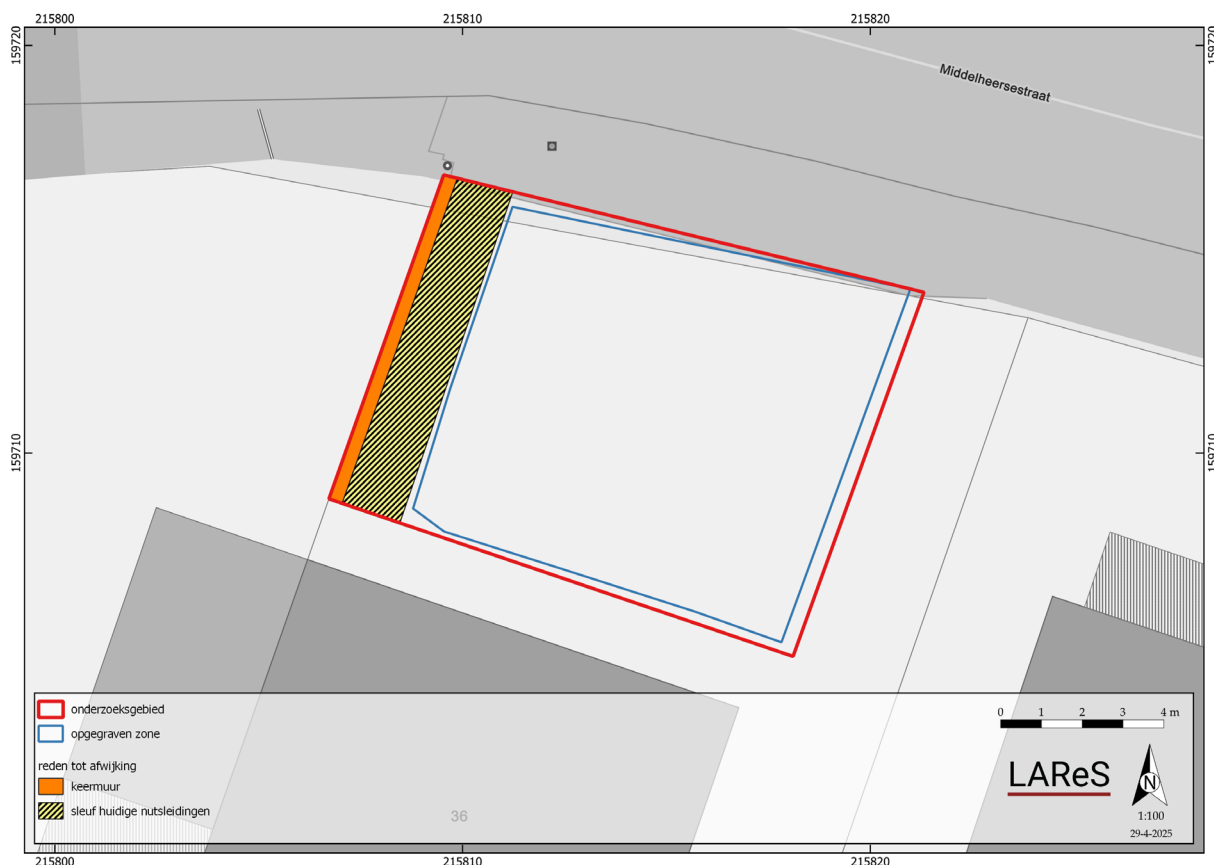 215800 215810 215820
159720 159720
Middelheersestraat
159710 159710
onderzoeksgebied
opgegraven zone
reden tot afwijking
keermuur
sleuf huidige nutsleidingen
36
0 1 2 3 4 m
LAReS
N
1:100
29-4-2025
215800 215810 215820